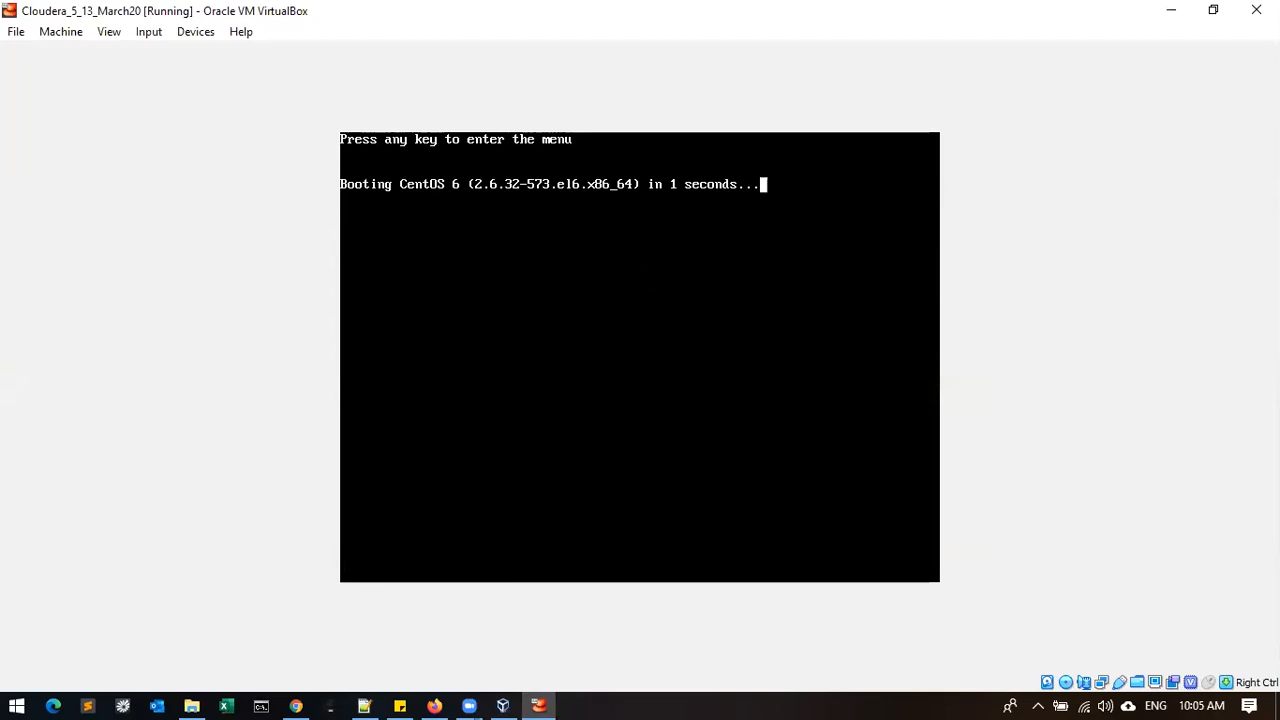 Cloudera_5_13_March20 [Running] - Oracle VM VirtualBox
File Machine View Input Devices Help
Press any key to enter the menu
Booting CentOS 6 (2.6.32-573.el6.x86_64) in 1 seconds...
Right Ctrl
ENG 10:05 AM